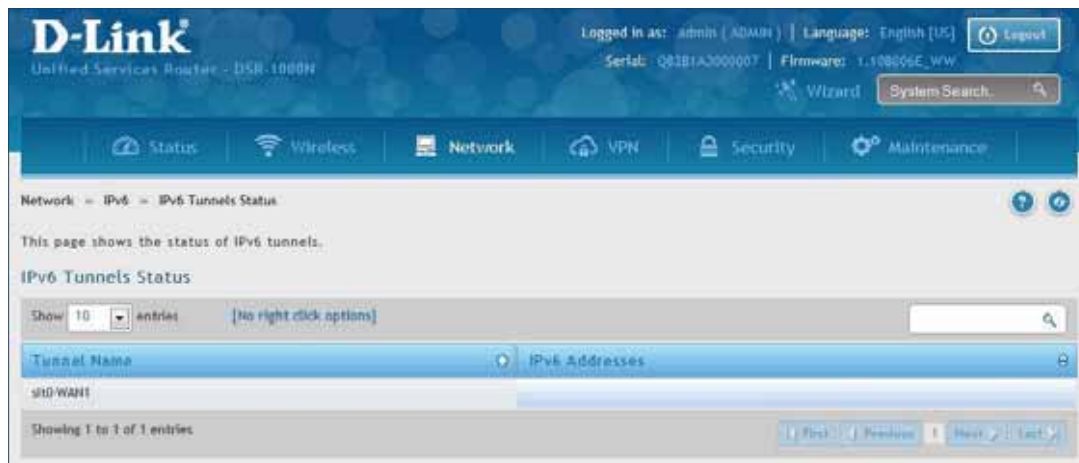 D-Link
Unified Services Router - DSR-1000N
Logged in as: admin ( ADMIN ) | Language: English [US]
Logout
Serial: | Firmware: WW
Wizard
System Search..
Status
Wireless
Network
VPN
Security
Maintenance
Network » IPv6 » IPv6 Tunnels Status
This page shows the status of IPv6 tunnels.
IPv6 Tunnels Status
Show 10 entries [No right click options]
Tunnel Name
IPv6 Addresses
sit0-WAN1
Showing 1 to 1 of 1 entries
First Previous 1 Next Last